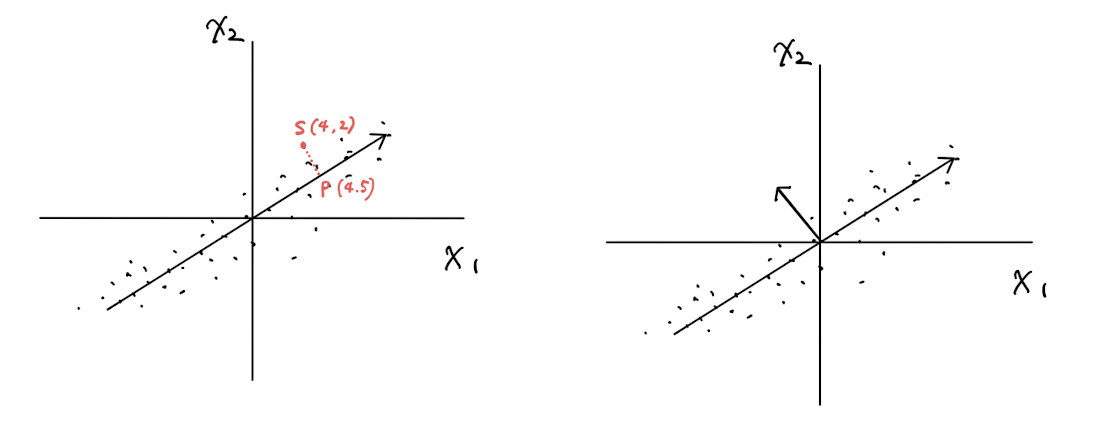 x₂
S(4,2)
P(4.5)
x₁
x₂
x₁